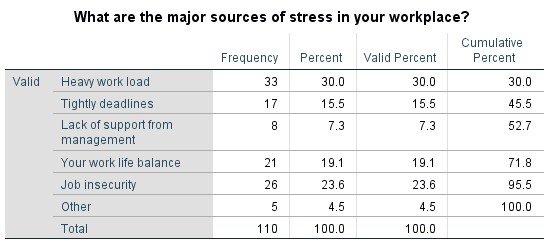 What are the major sources of stress in your workplace?
Cumulative
Frequency Percent Valid Percent Percent
Valid Heavy work load 33 30.0 30.0 30.0
Tightly deadlines 17 15.5 15.5 45.5
Lack of support from
management 8 7.3 7.3 52.7
Your work life balance 21 19.1 19.1 71.8
Job insecurity 26 23.6 23.6 95.5
Other 5 4.5 4.5 100.0
Total 110 100.0 100.0